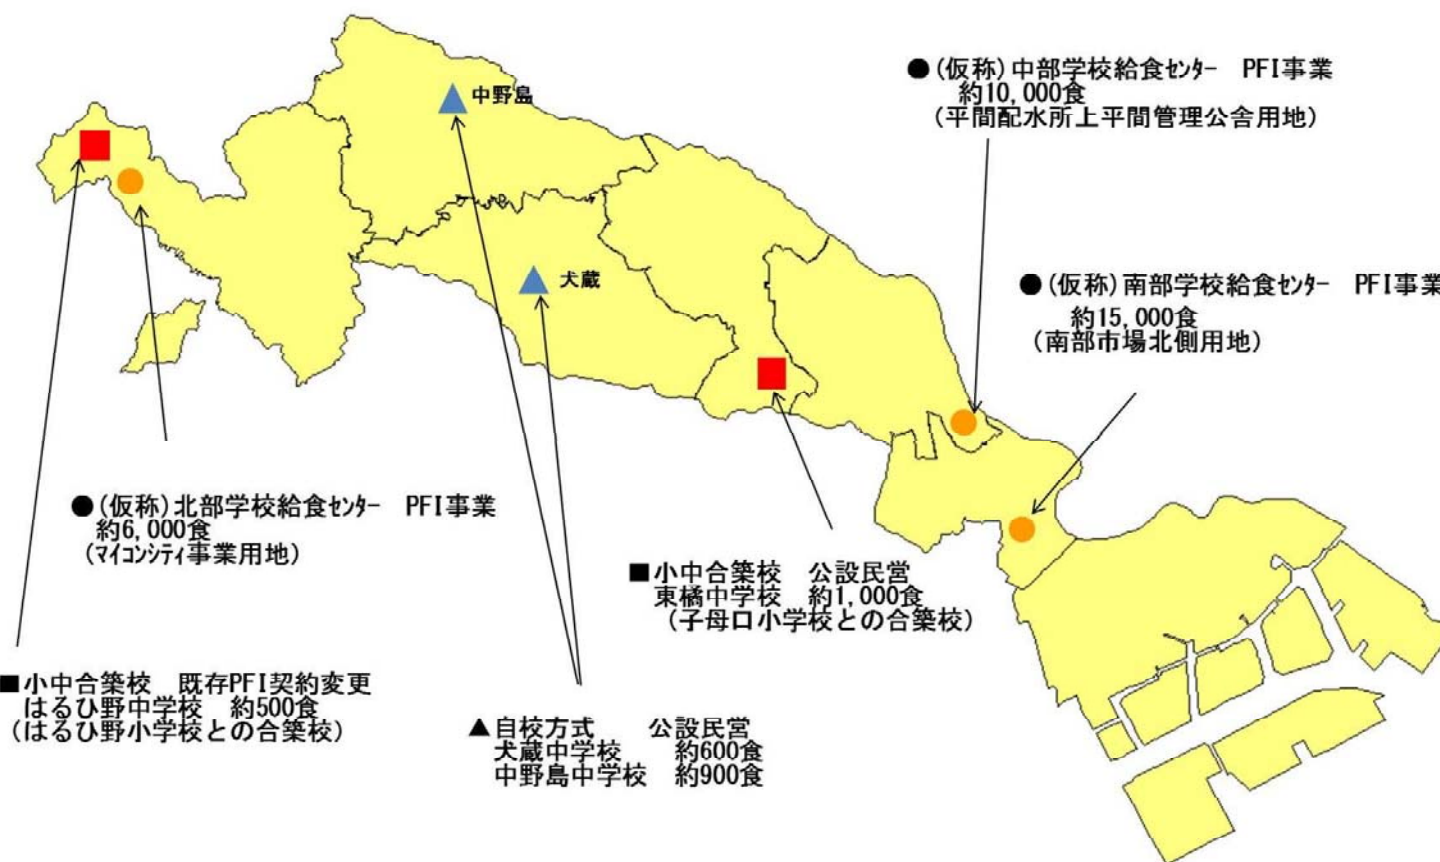 ●(仮称)中部学校給食ｾﾝﾀｰ　PFI事業
約10,000食
(平間配水所上平間管理公舎用地)
中野島
犬蔵
●(仮称)南部学校給食ｾﾝﾀｰ　PFI事業
約15,000食
(南部市場北側用地)
●(仮称)北部学校給食ｾﾝﾀｰ　PFI事業
約6,000食
(ﾏｲｺﾝｼﾃｨ事業用地)
■小中合築校　公設民営
東橘中学校　約1,000食
(子母口小学校との合築校)
■小中合築校　既存PFI契約変更
はるひ野中学校　約500食
(はるひ野小学校との合築校)
▲自校方式　　公設民営
犬蔵中学校　　約600食
中野島中学校　約900食